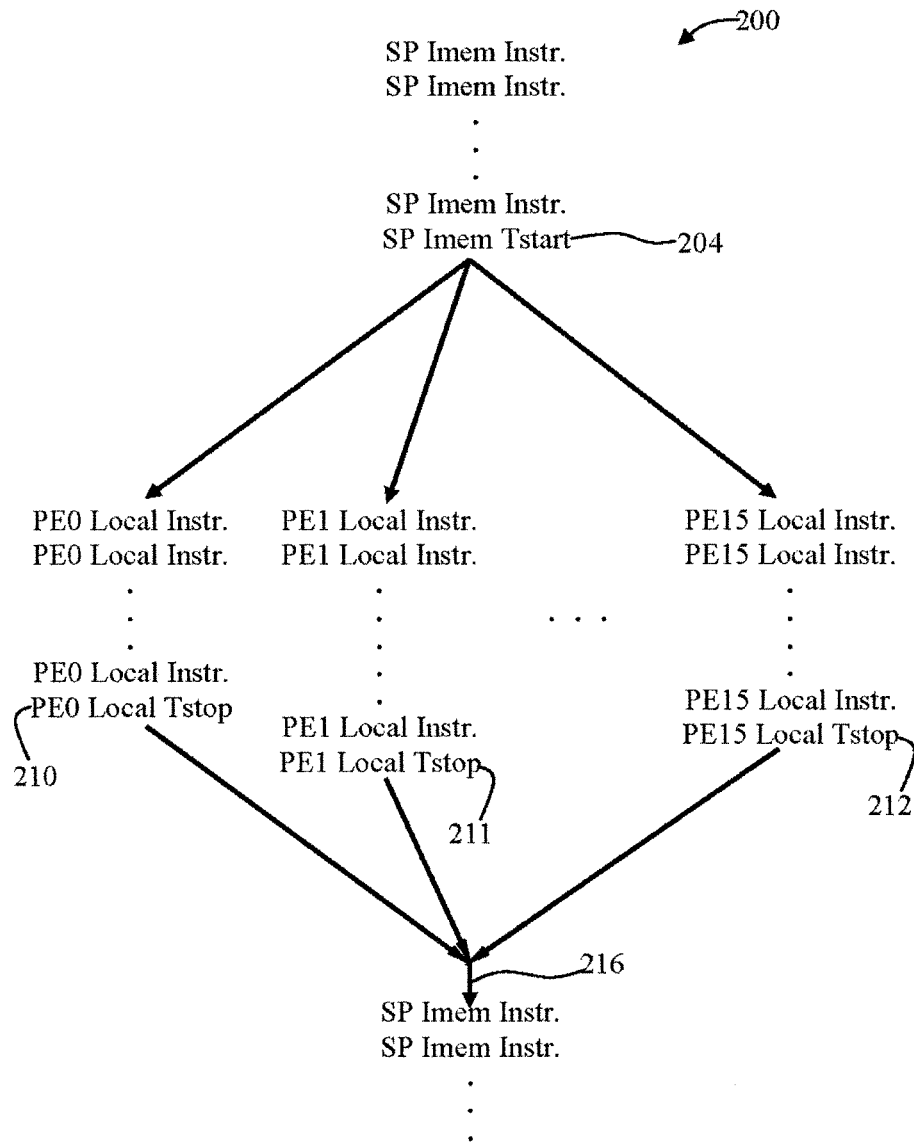 200
SP Imem Instr.
SP Imem Instr.
.
.
.
SP Imem Instr.
SP Imem Tstart 204
PE0 Local Instr. PE1 Local Instr. PE15 Local Instr.
PE0 Local Instr. PE1 Local Instr. PE15 Local Instr.
. . .
. . . . . .
. . .
PE0 Local Instr.
PE0 Local Tstop
PE15 Local Instr.
PE1 Local Instr.
PE15 Local Tstop
PE1 Local Tstop
210
211
212
216
SP Imem Instr.
SP Imem Instr.
.
.
.